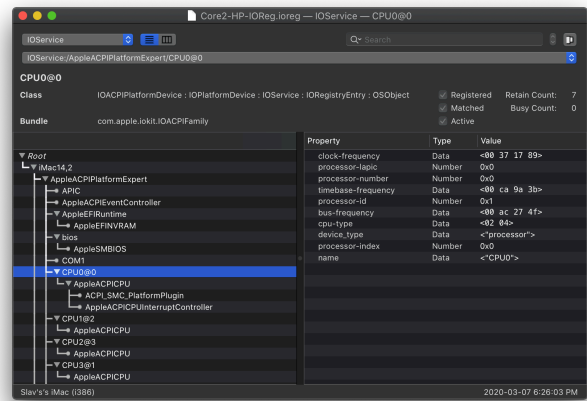 Core2-HP-IOReg.ioreg — IOService — CPU0@0
IOService
Search
IOService:/AppleACPIPlatformExpert/CPU0@0
CPU0@0
Class IOACPIPlatformDevice : IOPlatformDevice : IOService : IORegistryEntry : OSObject
Registered Retain Count: 7
Matched Busy Count: 0
Active
Bundle com.apple.iokit.IOACPIFamily
Property Type Value
Root
iMac14,2
AppleACPIPlatformExpert
APIC
AppleACPIEventController
AppleEFIRuntime
AppleEFINVRAM
bios
AppleSMBIOS
COM1
CPU0@0
AppleACPICPU
ACPI_SMC_PlatformPlugin
AppleACPICPUInterruptController
CPU1@2
AppleACPICPU
CPU2@3
AppleACPICPU
CPU3@1
AppleACPICPU
clock-frequency Data <00 37 17 89>
processor-lapic Number 0x0
processor-number Number 0x0
timebase-frequency Data <00 ca 9a 3b>
processor-id Number 0x1
bus-frequency Data <00 ac 27 4f>
cpu-type Data <02 04>
device_type Data <"processor">
processor-index Number 0x0
name Data <"CPU0">
Slav's's iMac (i386) 2020-03-07 6:26:03 PM